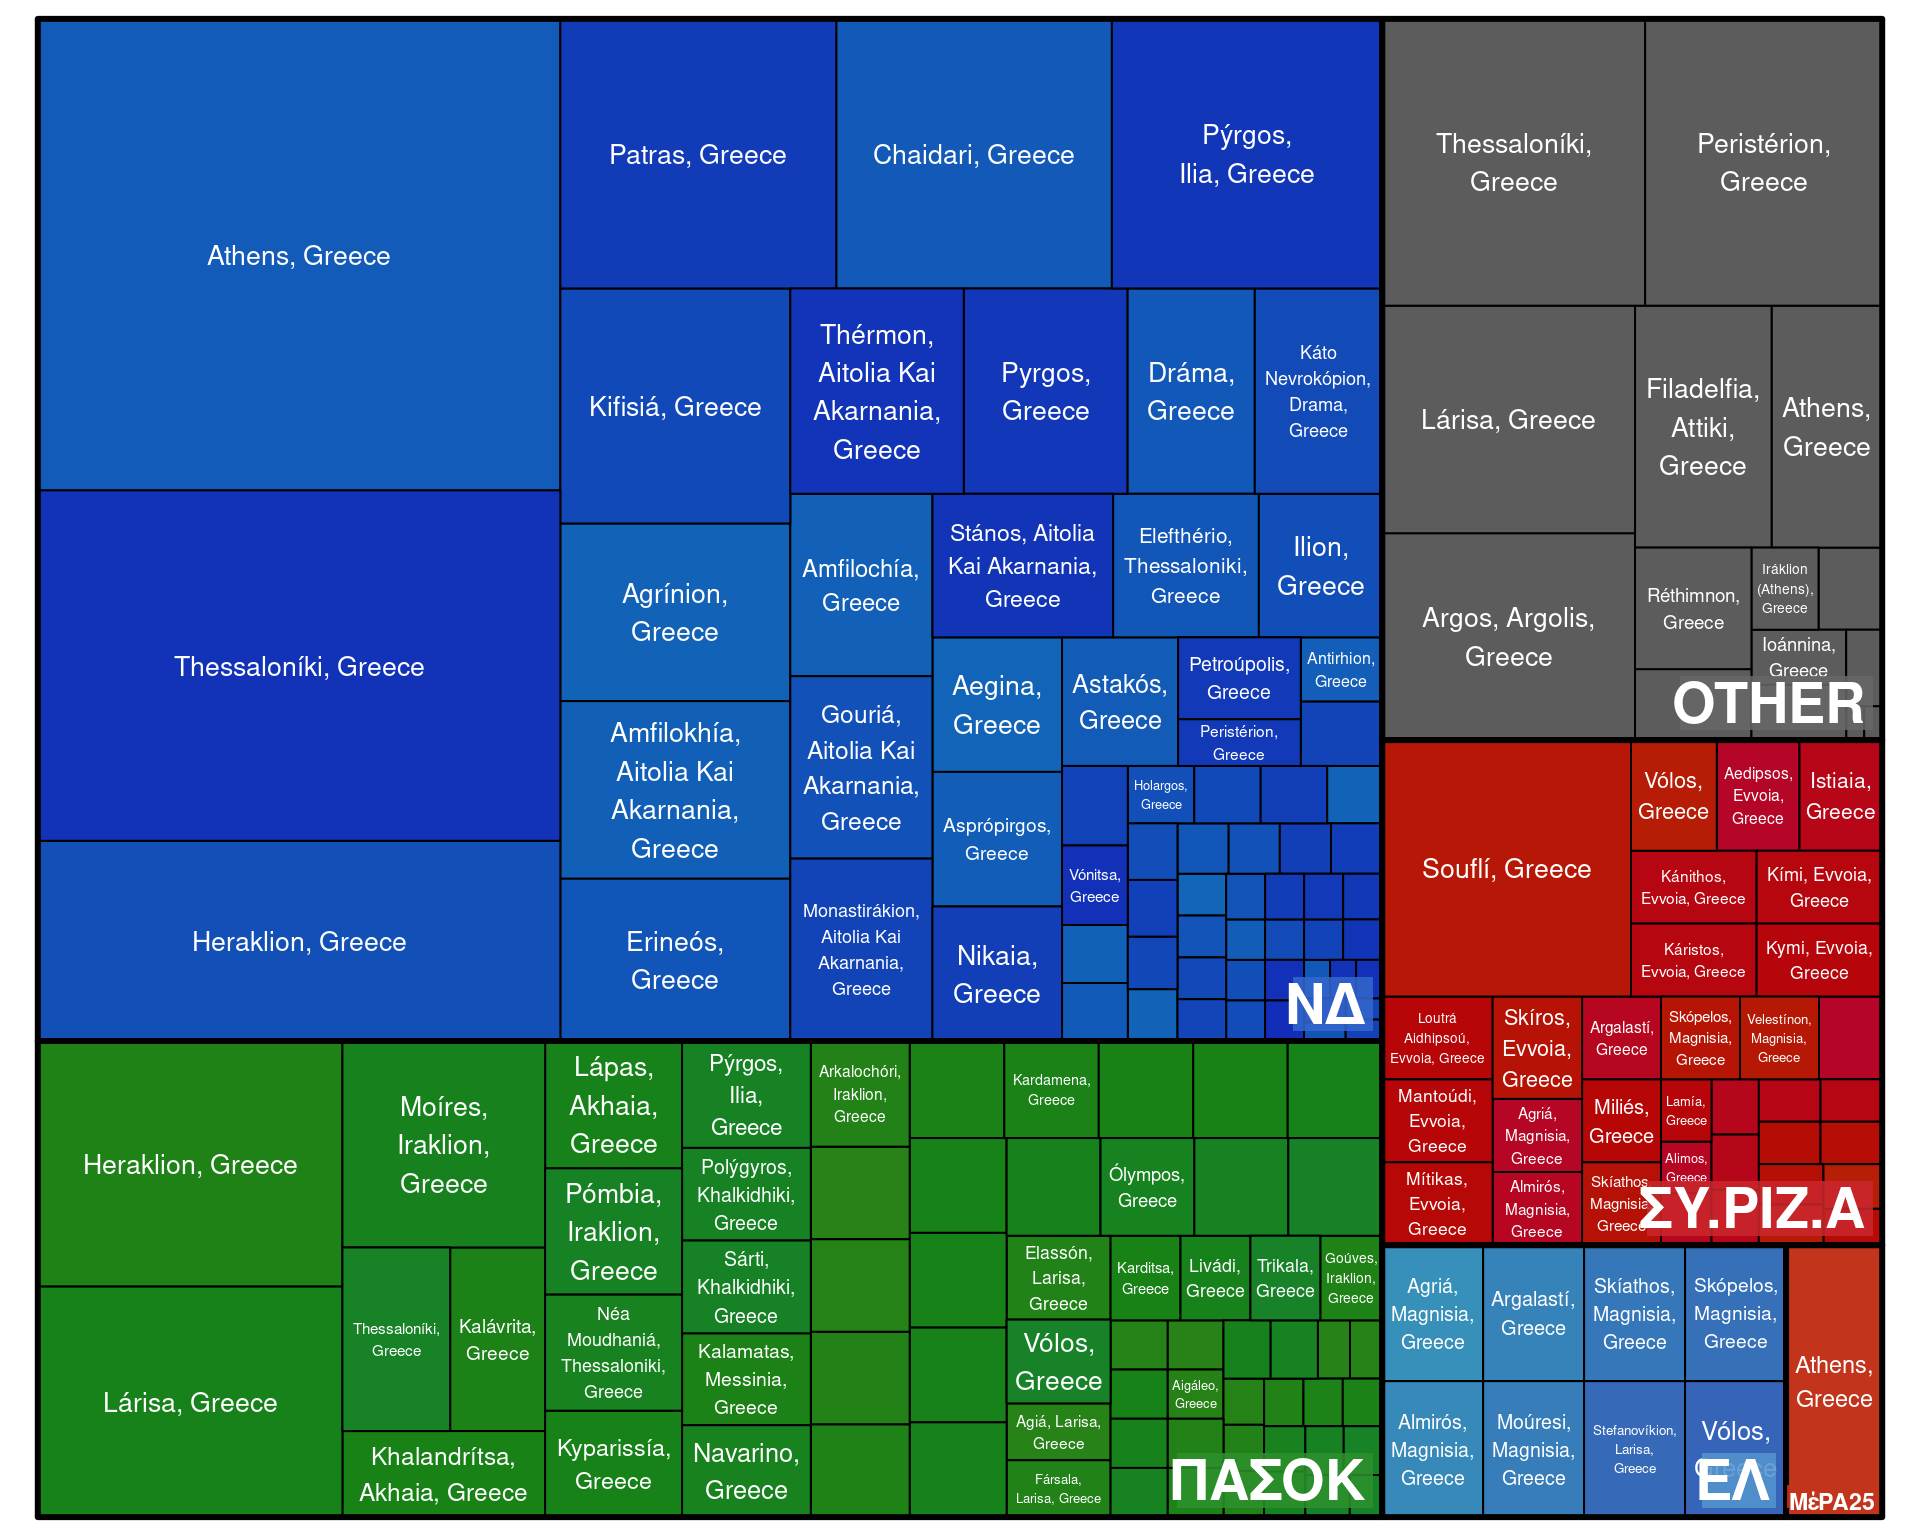 Athens, Greece
Thessaloníki, Greece
Heraklion, Greece
Patras, Greece
Chaidari, Greece
Pýrgos,
Ilia, Greece
Kifisiá, Greece
Thérmon,
Aitolia Kai
Akarnania,
Greece
Pyrgos,
Greece
Dráma,
Greece
Káto
Nevrokópion,
Drama,
Greece
Agrínion,
Greece
Amfilokhía,
Aitolia Kai
Akarnania,
Greece
Erineós,
Greece
Amfilochía,
Greece
Gouriá,
Aitolia Kai
Akarnania,
Greece
Monastirákion,
Aitolia Kai
Akarnania,
Greece
Stános, Aitolia
Kai Akarnania,
Greece
Elefthério,
Thessaloniki,
Greece
Ilion,
Greece
Aegina,
Greece
Asprópirgos,
Greece
Nikaia,
Greece
Astakós,
Greece
Petroúpolis,
Greece
Peristérion,
Greece
Antirhion,
Greece
Holargos,
Greece
Vónitsa,
Greece
ΝΔ
Thessaloníki,
Greece
Peristérion,
Greece
Lárisa, Greece
Filadelfia,
Attiki,
Greece
Athens,
Greece
Argos, Argolis,
Greece
Réthimnon,
Greece
Iráklion
(Athens),
Greece
Ioánnina,
Greece
OTHER
Souflí, Greece
Vólos,
Greece
Aedipsos,
Evvoia,
Greece
Istiaia,
Greece
Kánithos,
Evvoia, Greece
Kími, Evvoia,
Greece
Káristos,
Evvoia, Greece
Kymi, Evvoia,
Greece
Loutrá
Aidhipsoú,
Evvoia, Greece
Mantoúdi,
Evvoia,
Greece
Mítikas,
Evvoia,
Greece
Skíros,
Evvoia,
Greece
Agriá,
Magnisia,
Greece
Almirós,
Magnisia,
Greece
Argalastí,
Greece
Miliés,
Greece
Skíathos,
Magnisia,
Greece
Skópelos,
Magnisia,
Greece
Velestínon,
Magnisia,
Greece
Lamía,
Greece
Alimos,
Greece
ΣΥ.ΡΙΖ.Α
Heraklion, Greece
Lárisa, Greece
Moíres,
Iraklion,
Greece
Thessaloníki,
Greece
Kalávrita,
Greece
Khalandrítsa,
Akhaia, Greece
Lápas,
Akhaia,
Greece
Pómbia,
Iraklion,
Greece
Néa
Moudhaniá,
Thessaloniki,
Greece
Kyparissía,
Greece
Pýrgos,
Ilia,
Greece
Polýgyros,
Khalkidhiki,
Greece
Sárti,
Khalkidhiki,
Greece
Kalamatas,
Messinia,
Greece
Navarino,
Greece
Arkalochóri,
Iraklion,
Greece
Kardamena,
Greece
Ólympos,
Greece
Elassón,
Larisa,
Greece
Karditsa,
Greece
Livádi,
Greece
Trikala,
Greece
Goúves,
Iraklion,
Greece
Vólos,
Greece
Agiá, Larisa,
Greece
Fársala,
Larisa, Greece
Aigáleo,
Greece
ΠΑΣΟΚ
Agriá,
Magnisia,
Greece
Argalastí,
Greece
Skíathos,
Magnisia,
Greece
Skópelos,
Magnisia,
Greece
Almirós,
Magnisia,
Greece
Moúresi,
Magnisia,
Greece
Stefanovíkion,
Larisa,
Greece
Vólos,
Greece
ΕΛ
Athens,
Greece
ΜέΡΑ25